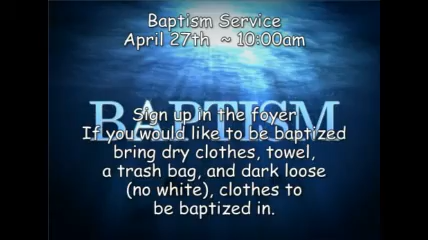 Baptism Service
April 27th ~ 10:00am
BAPTISM
Sign up in the foyer
If you would like to be baptized
bring dry clothes, towel,
a trash bag, and dark loose
(no white), clothes to
be baptized in.